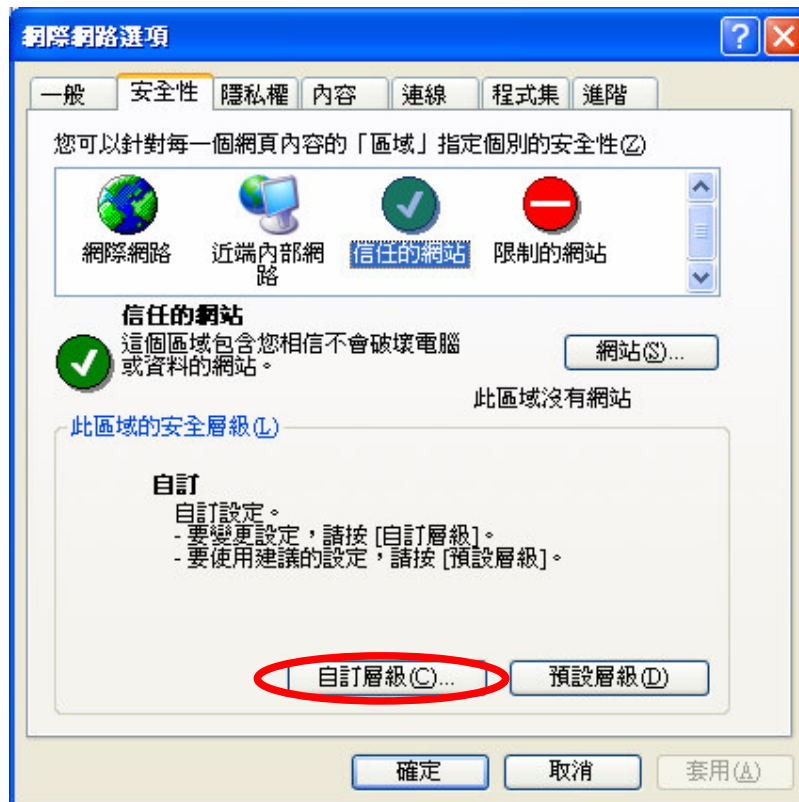 網際網路選項
一般 安全性 隱私權 內容 連線 程式集 進階
您可以針對每一個網頁內容的「區域」指定個別的安全性(Z)
網際網路 近端內部網路 信任的網站 限制的網站
信任的網站
這個區域包含您相信不會破壞電腦
或資料的網站。
網站(S)...
此區域沒有網站
此區域的安全層級(L)
自訂
自訂設定。
- 要變更設定，請按 [自訂層級]。
- 要使用建議的設定，請按 [預設層級]。
自訂層級(C)... 預設層級(D)
確定 取消 套用(A)